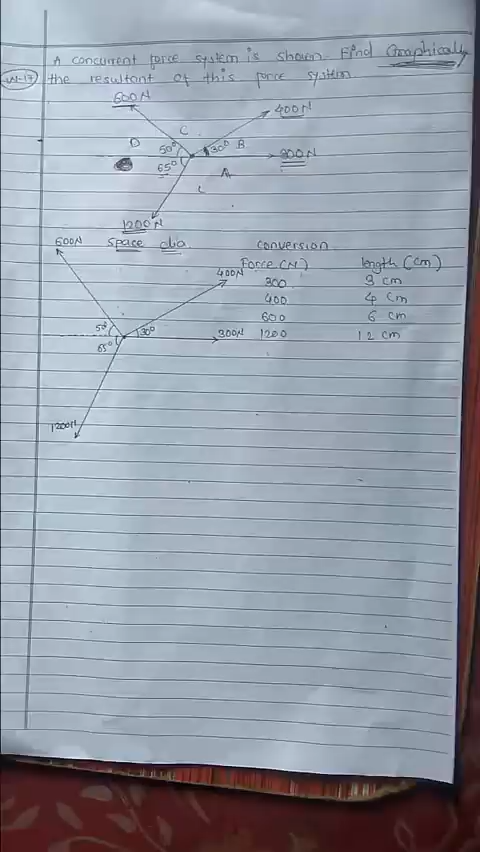 A concurrent force system is shown. Find Graphically
W-17 the resultant of this force system.
600N
400N
C
D 50° 30° B
300N
65°
A
1200N
600N space dia conversion
Force (N) length (cm)
400N 300 3 cm
400 4 cm
600 6 cm
50° 30° 300N 1200 12 cm
65°
1200N